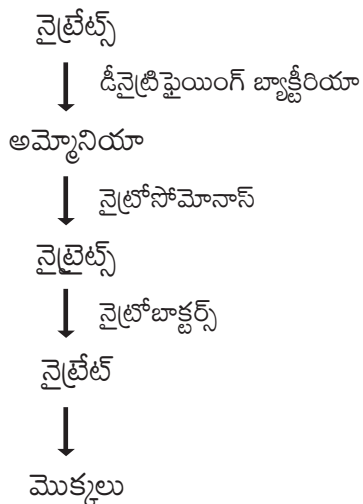 నైట్రేట్స్
డీనైట్రిఫైయింగ్ బ్యాక్టీరియా
అమ్మోనియా
నైట్రోసోమోనాస్
నైట్రైట్స్
నైట్రోబాక్టర్స్
నైట్రేట్
మొక్కలు